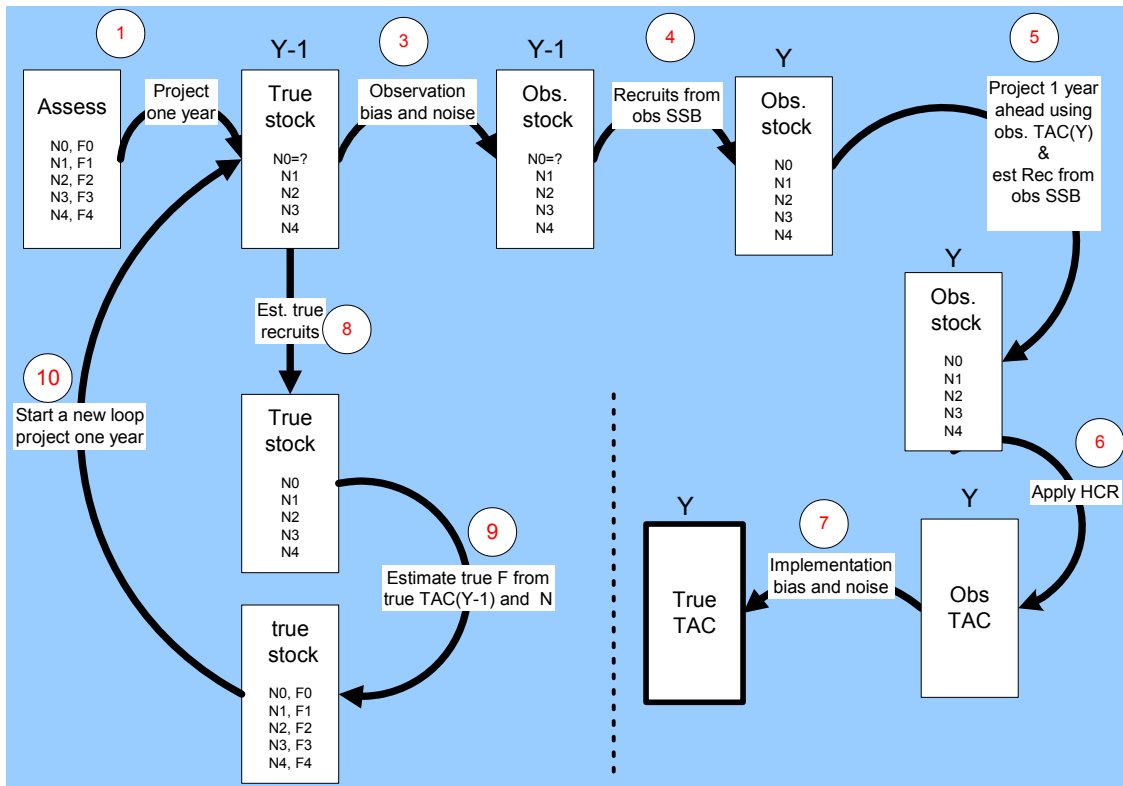 1
Assess
N0, F0
N1, F1
N2, F2
N3, F3
N4, F4
Project
one year
Y-1
True
stock
N0=?
N1
N2
N3
N4
3
Observation
bias and noise
Y-1
Obs.
stock
N0=?
N1
N2
N3
N4
4
Recruits from
obs SSB
Y
Obs.
stock
N0
N1
N2
N3
N4
5
Project 1 year
ahead using
obs. TAC(Y)
&
est Rec from
obs SSB
Y
Obs.
stock
N0
N1
N2
N3
N4
6
Apply HCR
Y
Obs
TAC
7
Implementation
bias and noise
Y
True
TAC
Est. true
recruits
8
True
stock
N0
N1
N2
N3
N4
9
Estimate true F from
true TAC(Y-1) and N
true
stock
N0, F0
N1, F1
N2, F2
N3, F3
N4, F4
10
Start a new loop
project one year